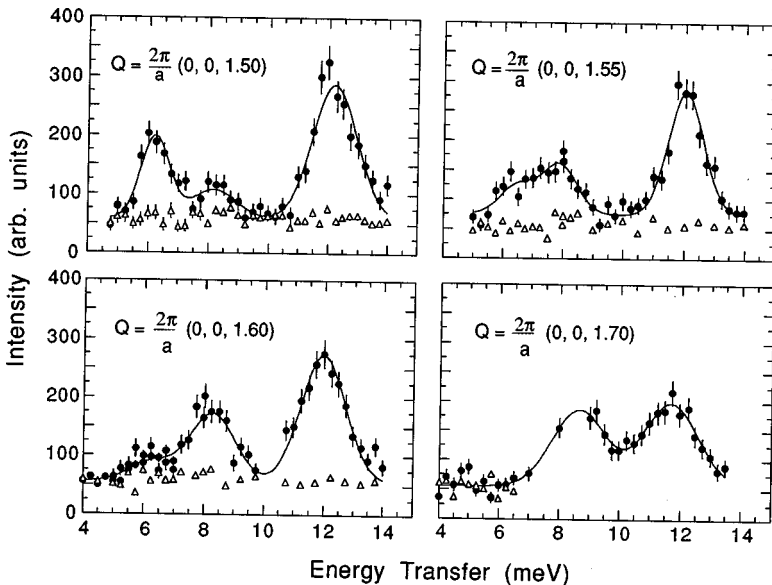 400
300
200
100
0
Q = 2π/a (0, 0, 1.50)
Q = 2π/a (0, 0, 1.55)
Intensity (arb. units)
400
300
200
100
0
Q = 2π/a (0, 0, 1.60)
Q = 2π/a (0, 0, 1.70)
4 6 8 10 12 14
4 6 8 10 12 14
Energy Transfer (meV)